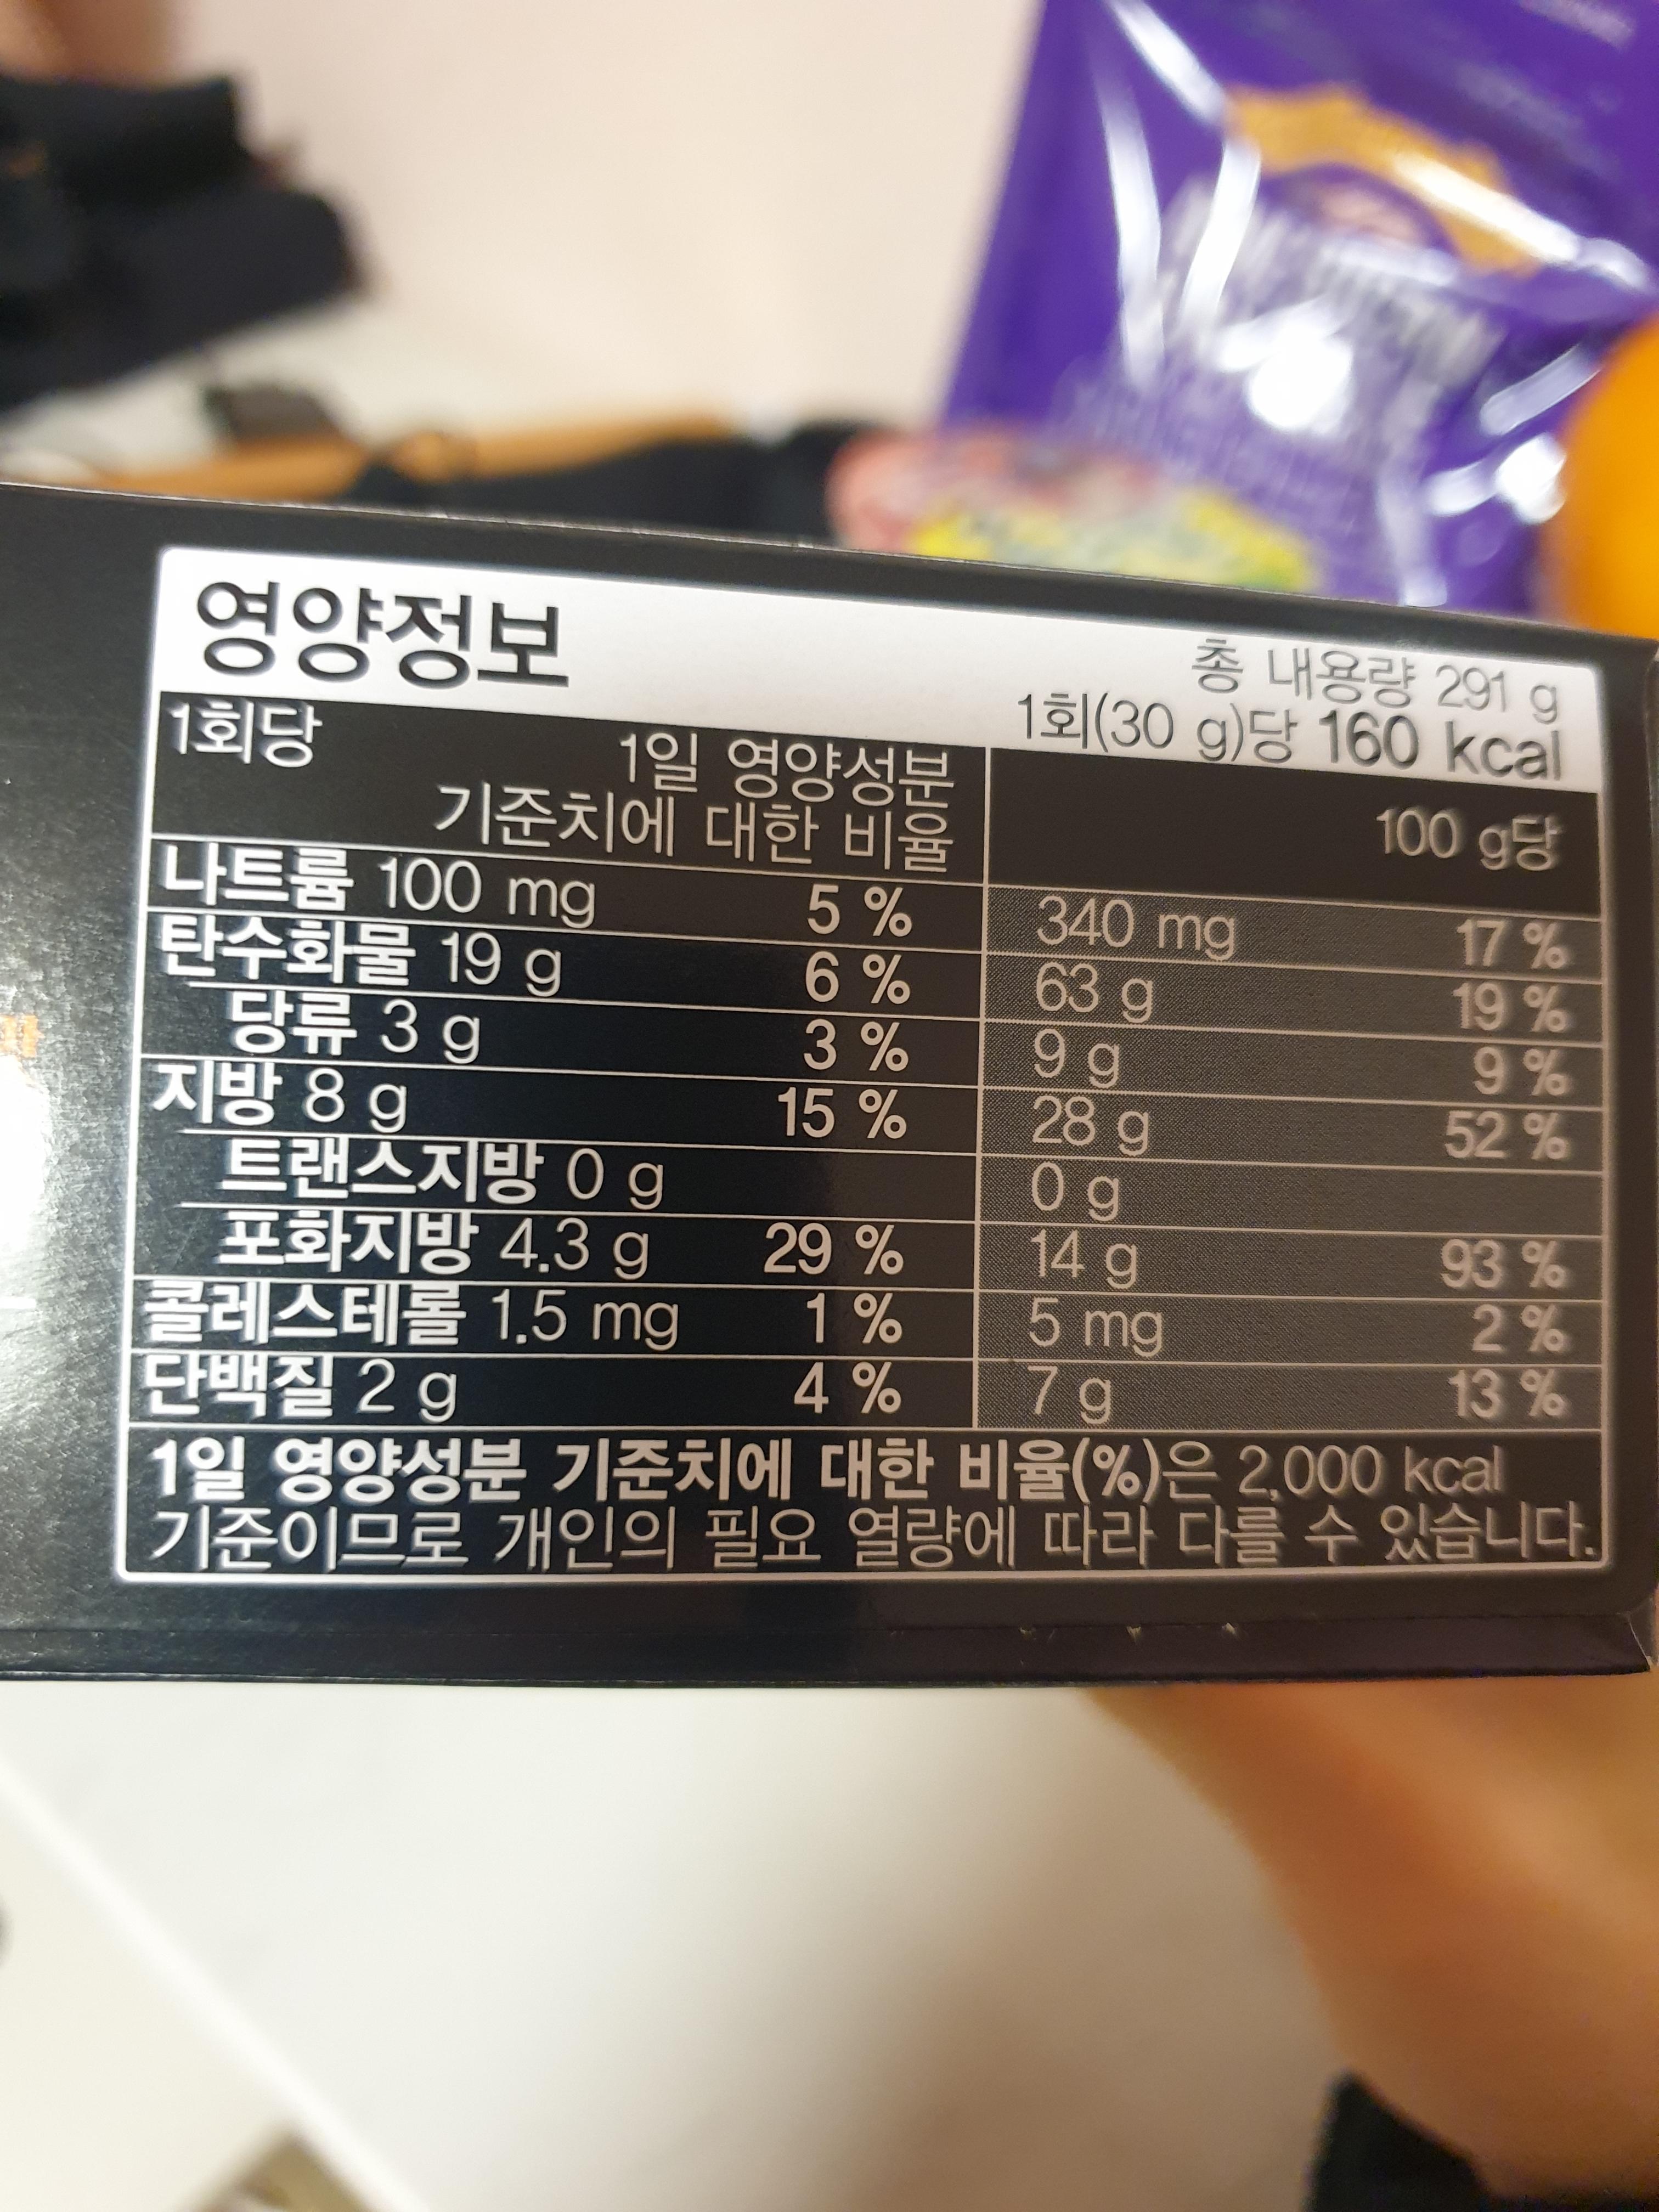 영양정보
총 내용량 291 g
1회(30 g)당 160 kcal
1회당 1일 영양성분
기준치에 대한 비율
100 g당
나트륨 100 mg 5 % 340 mg 17 %
탄수화물 19 g 6 % 63 g 19 %
당류 3 g 3 % 9 g 9 %
지방 8 g 15 % 28 g 52 %
트랜스지방 0 g 0 g
포화지방 4.3 g 29 % 14 g 93 %
콜레스테롤 1.5 mg 1 % 5 mg 2 %
단백질 2 g 4 % 7 g 13 %
1일 영양성분 기준치에 대한 비율(%)은 2,000 kcal
기준이므로 개인의 필요 열량에 따라 다를 수 있습니다.